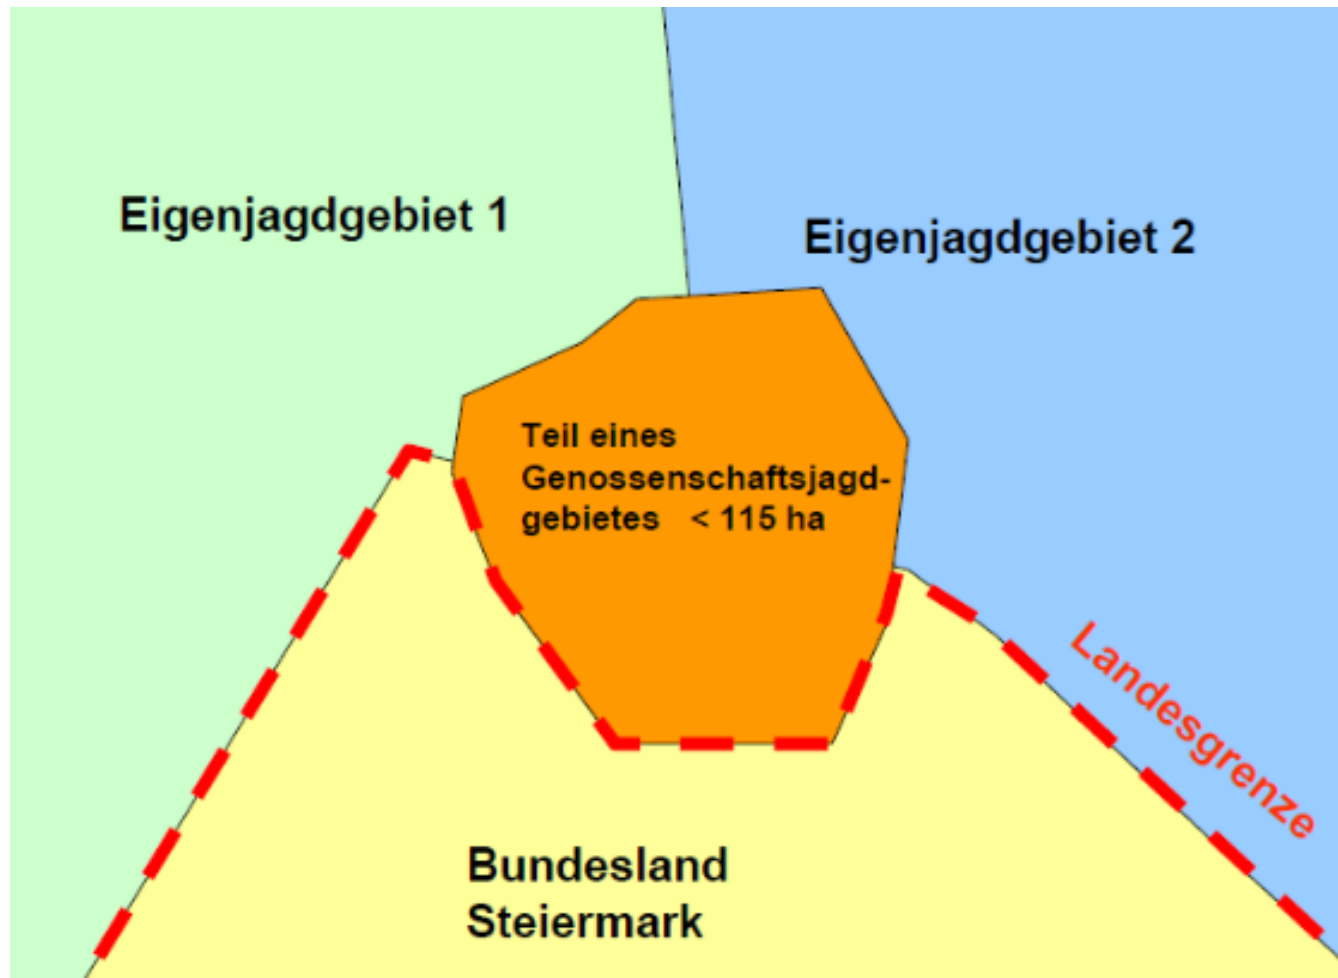 Eigenjagdgebiet 1
Eigenjagdgebiet 2
Teil eines
Genossenschaftsjagd-
gebietes < 115 ha
Landesgrenze
Bundesland
Steiermark